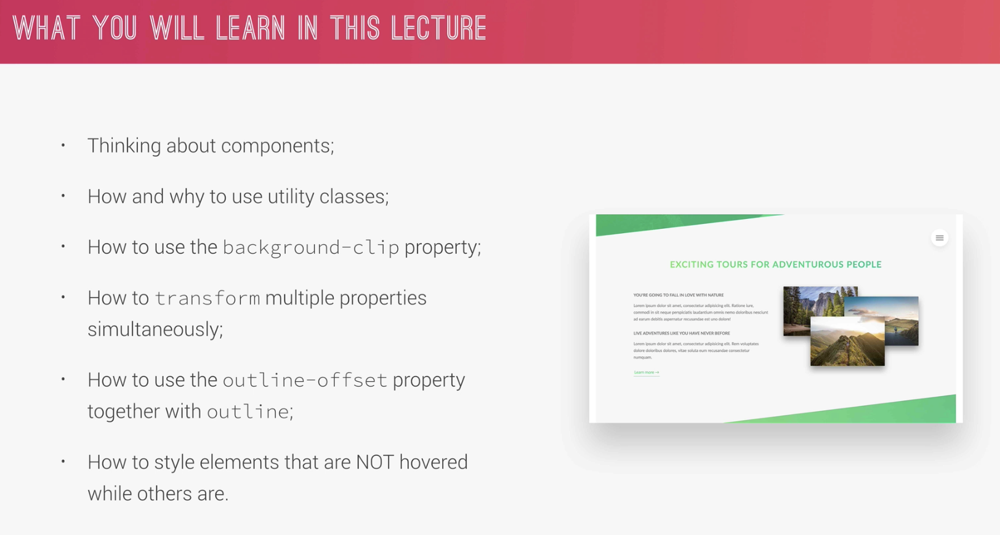 WHAT YOU WILL LEARN IN THIS LECTURE
• Thinking about components;
• How and why to use utility classes;
• How to use the background-clip property;
• How to transform multiple properties
simultaneously;
• How to use the outline-offset property
together with outline;
• How to style elements that are NOT hovered
while others are.
EXCITING TOURS FOR ADVENTUROUS PEOPLE
YOU'RE GOING TO FALL IN LOVE WITH NATURE
Lorem ipsum dolor sit amet, consectetur adipisicing elit. Ratione iure,
commodi in sit neque perspiciatis laudantium omnis nemo doloribus nesciunt
ad earum debitis aspernatur recusandae est uno dolore!
LIVE ADVENTURES LIKE YOU HAVE NEVER BEFORE
Lorem ipsum dolor sit amet, consectetur adipisicing elit. Rem voluptates
dolore doloribus dolores, vitae soluta eum recusandae consectetur
numquam.
Learn more →